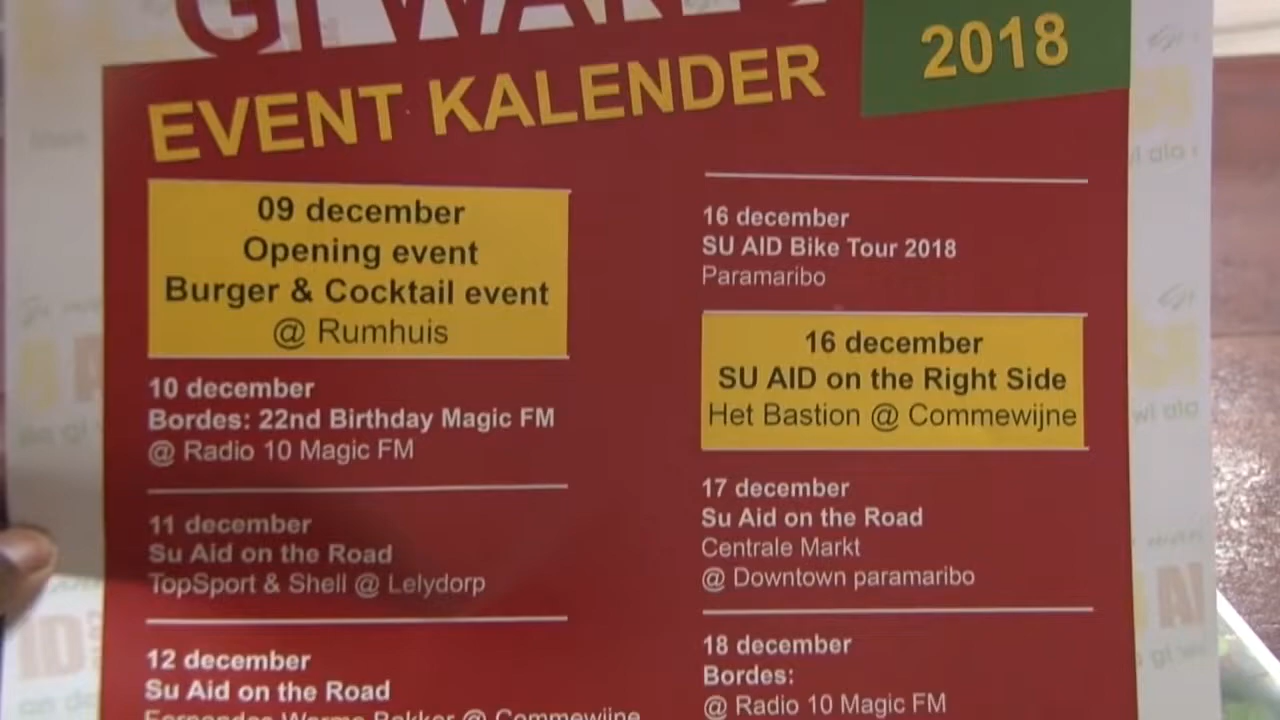 EVENT KALENDER
2018
09 december
Opening event
Burger & Cocktail event
@ Rumhuis
10 december
Bordes: 22nd Birthday Magic FM
@ Radio 10 Magic FM
11 december
Su Aid on the Road
TopSport & Shell @ Lelydorp
12 december
Su Aid on the Road
Fernandes Warme Bakker @ Commewijne
16 december
SU AID Bike Tour 2018
Paramaribo
16 december
SU AID on the Right Side
Het Bastion @ Commewijne
17 december
Su Aid on the Road
Centrale Markt
@ Downtown paramaribo
18 december
Bordes:
@ Radio 10 Magic FM